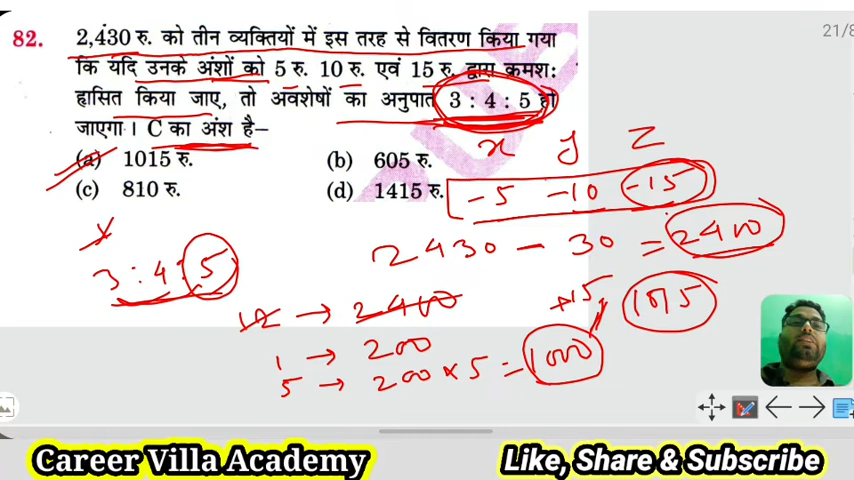 82. 2,430 रु. को तीन व्यक्तियों में इस तरह से वितरण किया गया
21/8
कि यदि उनके अंशों को 5 रु. 10 रु. एवं 15 रु. द्वारा क्रमश:
ह्रासित किया जाए, तो अवशेषों का अनुपात 3 : 4 : 5 हो
जाएगा। C का अंश है–
(a) 1015 रु. (b) 605 रु.
(c) 810 रु. (d) 1415 रु.
x y z
-5 -10 -15
2430 - 30 = 2400
3:4:5
12 → 2400
+15 1015
1 → 200
5 → 200 × 5 = 1000
Career Villa Academy
Like, Share & Subscribe